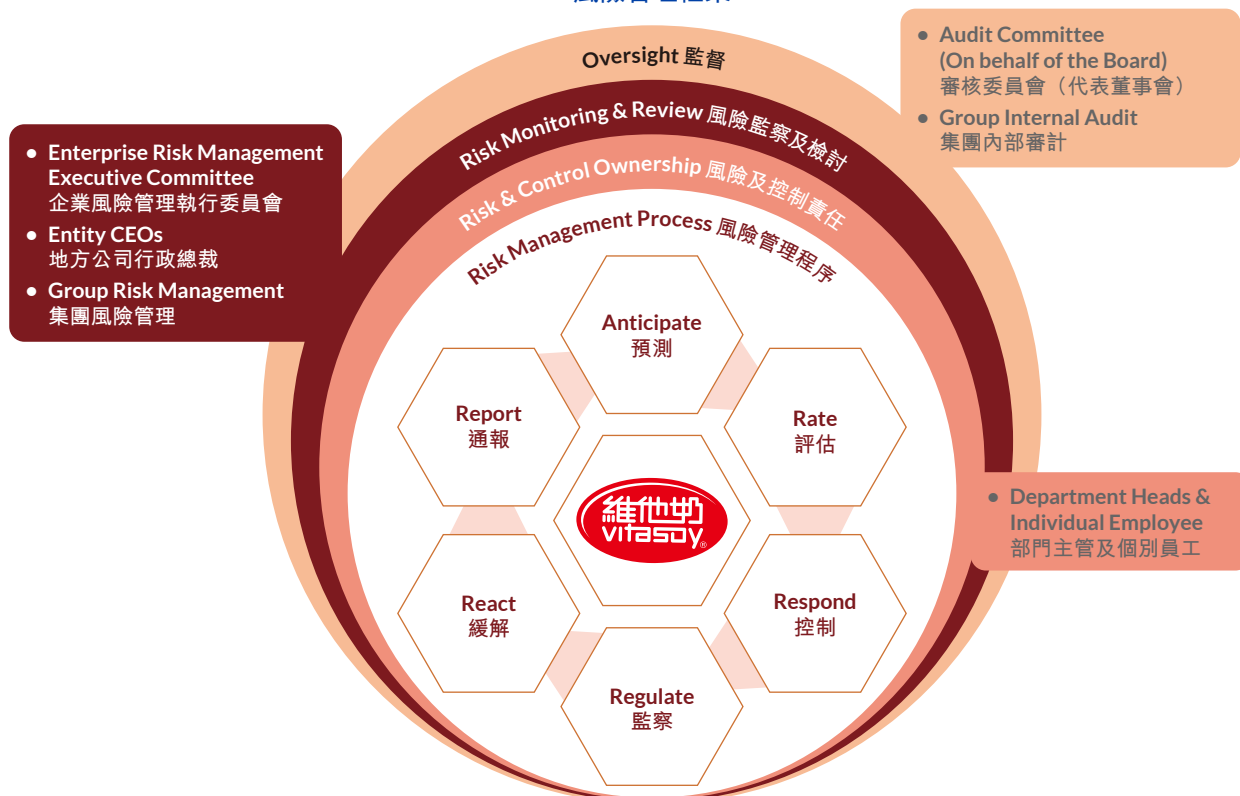 Oversight 監督
Risk Monitoring & Review 風險監察及檢討
Risk & Control Ownership 風險及控制責任
Risk Management Process 風險管理程序
● Audit Committee
(On behalf of the Board)
審核委員會（代表董事會）
● Group Internal Audit
集團內部審計
● Enterprise Risk Management
Executive Committee
企業風險管理執行委員會
● Entity CEOs
地方公司行政總裁
● Group Risk Management
集團風險管理
Anticipate
預測
Rate
評估
Respond
控制
Regulate
監察
React
緩解
Report
通報
維他奶
vitasoy®
● Department Heads &
Individual Employee
部門主管及個別員工